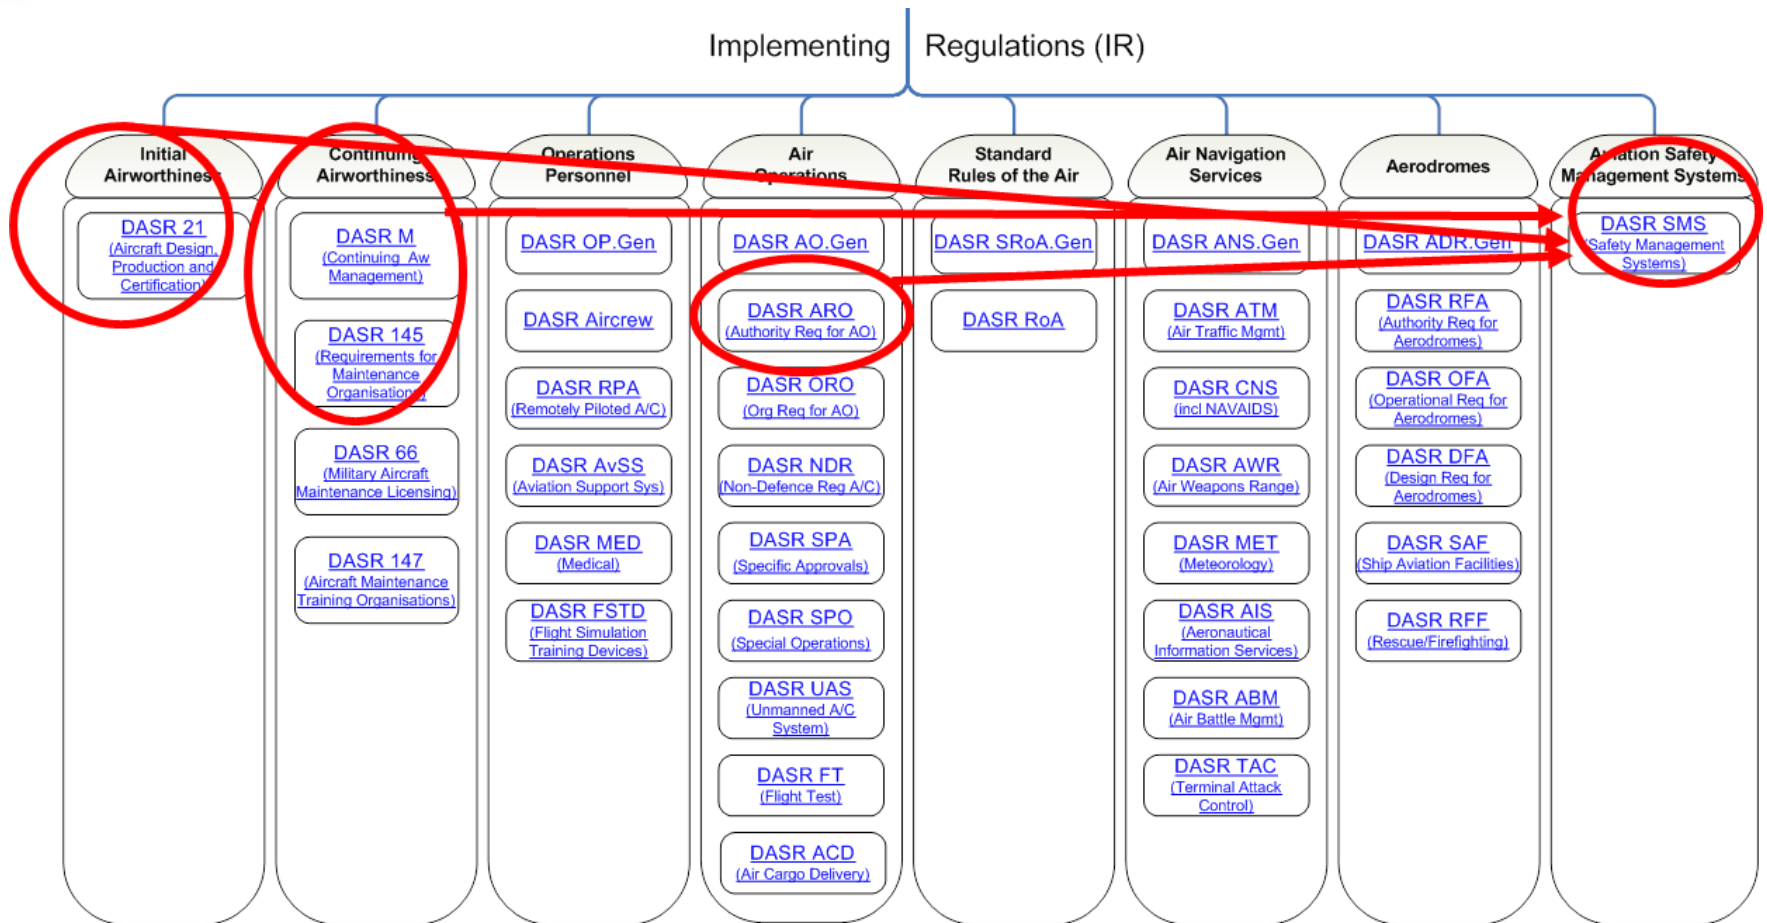 Implementing Regulations (IR)
Initial
Airworthiness
DASR 21
(Aircraft Design,
Production and
Certification)
Continuing
Airworthiness
DASR M
(Continuing Aw
Management)
DASR 145
(Requirements for
Maintenance
Organisations)
DASR 66
(Military Aircraft
Maintenance Licensing)
DASR 147
(Aircraft Maintenance
Training Organisations)
Operations
Personnel
DASR OP.Gen
DASR Aircrew
DASR RPA
(Remotely Piloted A/C)
DASR AvSS
(Aviation Support Sys)
DASR MED
(Medical)
DASR FSTD
(Flight Simulation
Training Devices)
Air
Operations
DASR AO.Gen
DASR ARO
(Authority Req for AO)
DASR ORO
(Org Req for AO)
DASR NDR
(Non-Defence Reg A/C)
DASR SPA
(Specific Approvals)
DASR SPO
(Special Operations)
DASR UAS
(Unmanned A/C
System)
DASR FT
(Flight Test)
DASR ACD
(Air Cargo Delivery)
Standard
Rules of the Air
DASR SRoA.Gen
DASR RoA
Air Navigation
Services
DASR ANS.Gen
DASR ATM
(Air Traffic Mgmt)
DASR CNS
(incl NAVAIDS)
DASR AWR
(Air Weapons Range)
DASR MET
(Meteorology)
DASR AIS
(Aeronautical
Information Services)
DASR ABM
(Air Battle Mgmt)
DASR TAC
(Terminal Attack
Control)
Aerodromes
DASR ADR.Gen
DASR RFA
(Authority Req for
Aerodromes)
DASR OFA
(Operational Req for
Aerodromes)
DASR DFA
(Design Req for
Aerodromes)
DASR SAF
(Ship Aviation Facilities)
DASR RFF
(Rescue/Firefighting)
Aviation Safety
Management Systems
DASR SMS
(Safety Management
Systems)